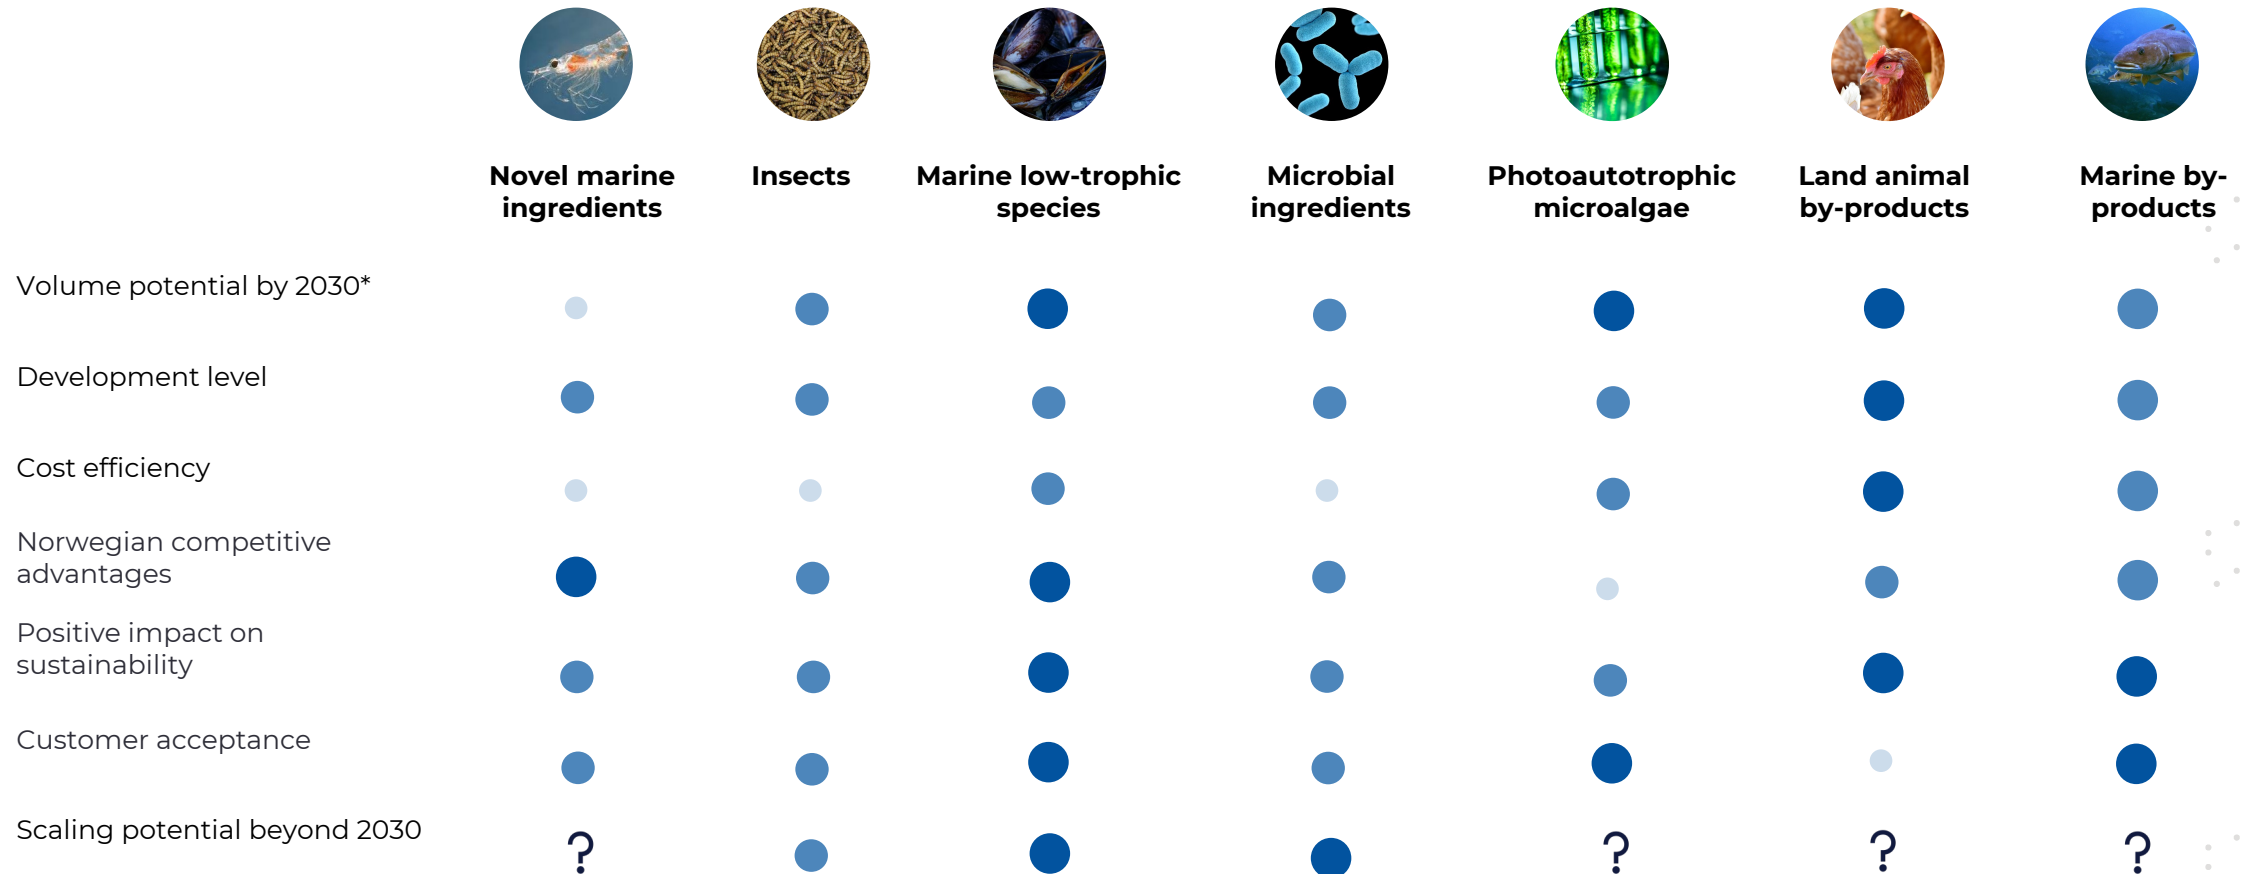 Novel marine
ingredients
Insects
Marine low-trophic
species
Microbial
ingredients
Photoautotrophic
microalgae
Land animal
by-products
Marine by-
products
Volume potential by 2030*
Development level
Cost efficiency
Norwegian competitive
advantages
Positive impact on
sustainability
Customer acceptance
Scaling potential beyond 2030
? ? ? ?